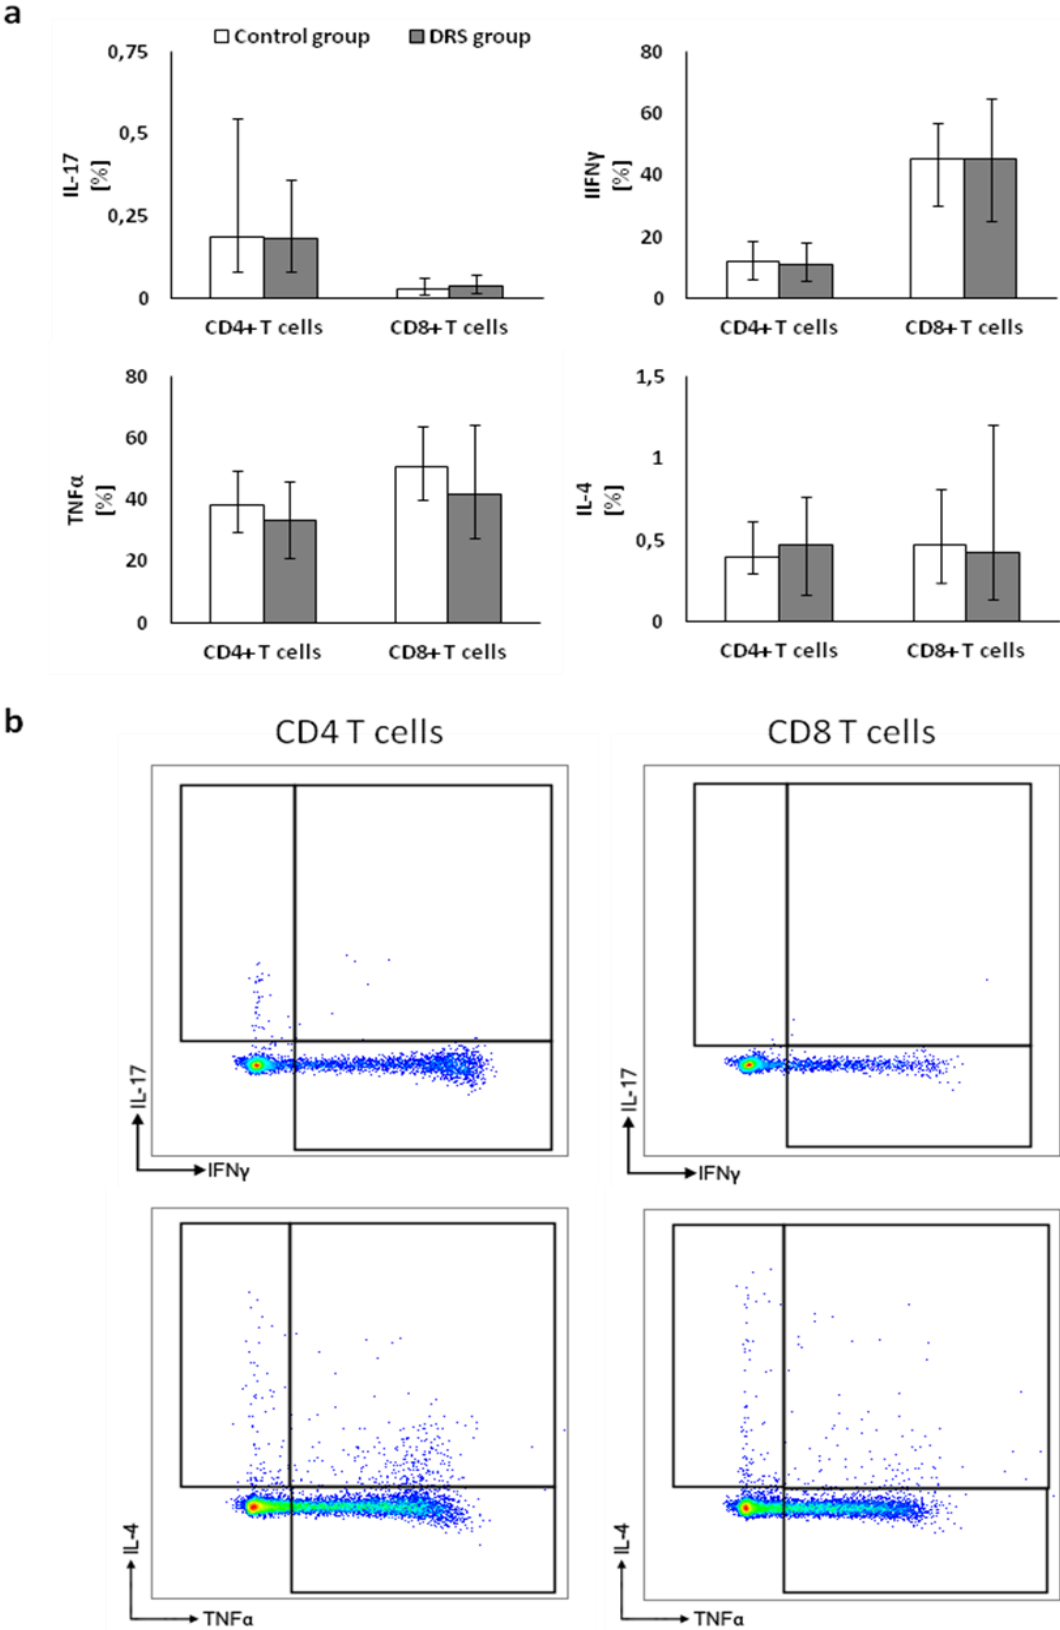 a
Control group DRS group
IL-17
[%]
0,75
0,5
0,25
0
CD4+ T cells CD8+ T cells
IIFNγ
[%]
80
60
40
20
0
CD4+ T cells CD8+ T cells
TNFα
[%]
80
60
40
20
0
CD4+ T cells CD8+ T cells
IL-4
[%]
1,5
1
0,5
0
CD4+ T cells CD8+ T cells
b
CD4 T cells CD8 T cells
IL-17
IFNγ
IL-17
IFNγ
IL-4
TNFα
IL-4
TNFα